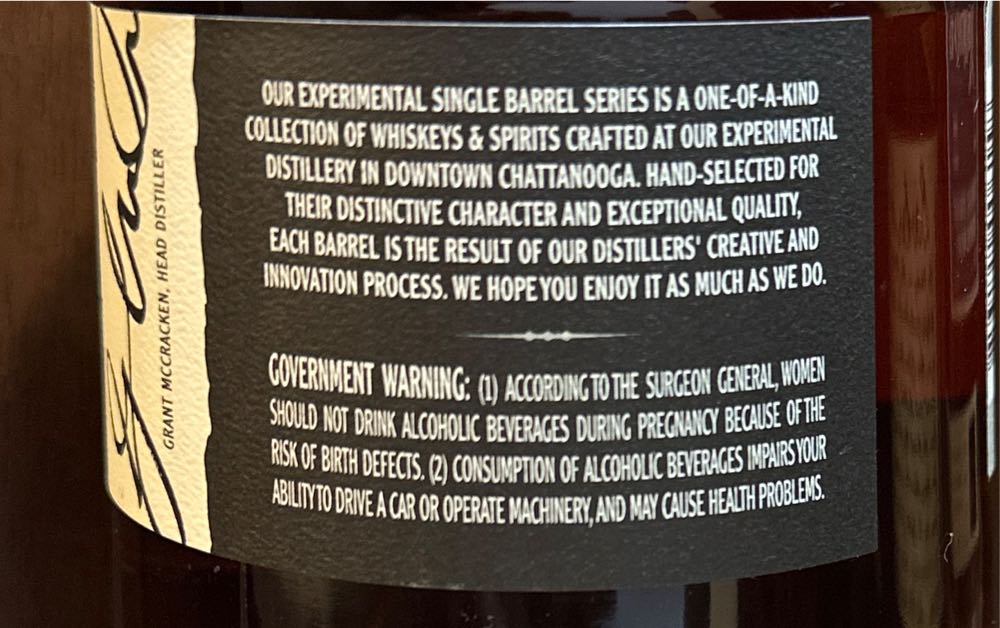 OUR EXPERIMENTAL SINGLE BARREL SERIES IS A ONE-OF-A-KIND
COLLECTION OF WHISKEYS & SPIRITS CRAFTED AT OUR EXPERIMENTAL
DISTILLERY IN DOWNTOWN CHATTANOOGA. HAND-SELECTED FOR
THEIR DISTINCTIVE CHARACTER AND EXCEPTIONAL QUALITY,
EACH BARREL IS THE RESULT OF OUR DISTILLERS' CREATIVE AND
INNOVATION PROCESS. WE HOPE YOU ENJOY IT AS MUCH AS WE DO.
GOVERNMENT WARNING: (1) ACCORDING TO THE SURGEON GENERAL, WOMEN
SHOULD NOT DRINK ALCOHOLIC BEVERAGES DURING PREGNANCY BECAUSE OF THE
RISK OF BIRTH DEFECTS. (2) CONSUMPTION OF ALCOHOLIC BEVERAGES IMPAIRS YOUR
ABILITY TO DRIVE A CAR OR OPERATE MACHINERY, AND MAY CAUSE HEALTH PROBLEMS.
GRANT MCCRACKEN, HEAD DISTILLER